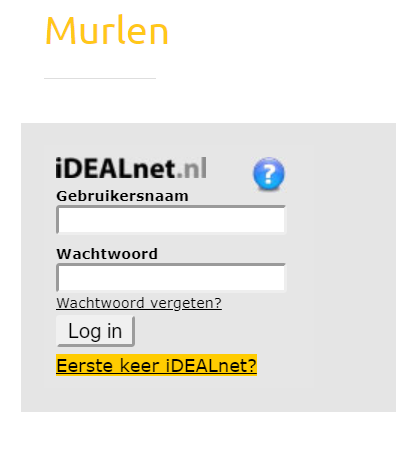 Murlen
iDEALnet.nl
?
Gebruikersnaam
Wachtwoord
Wachtwoord vergeten?
Log in
Eerste keer iDEALnet?